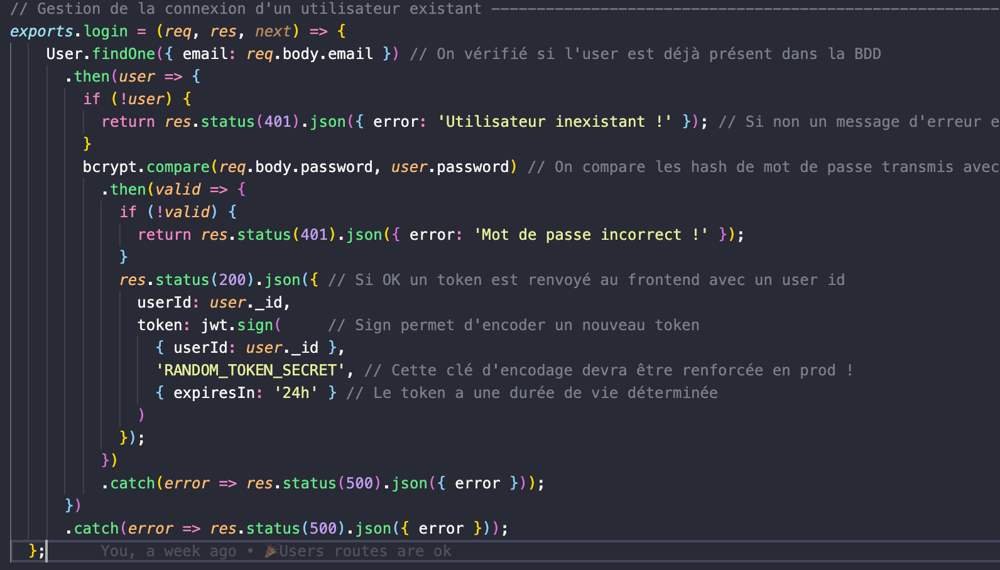 // Gestion de la connexion d'un utilisateur existant --------------------------------------------------------
exports.login = (req, res, next) => {
    User.findOne({ email: req.body.email }) // On vérifié si l'user est déjà présent dans la BDD
      .then(user => {
        if (!user) {
          return res.status(401).json({ error: 'Utilisateur inexistant !' }); // Si non un message d'erreur e
        }
        bcrypt.compare(req.body.password, user.password) // On compare les hash de mot de passe transmis avec
          .then(valid => {
            if (!valid) {
              return res.status(401).json({ error: 'Mot de passe incorrect !' });
            }
            res.status(200).json({ // Si OK un token est renvoyé au frontend avec un user id
              userId: user._id,
              token: jwt.sign(     // Sign permet d'encoder un nouveau token
                { userId: user._id },
                'RANDOM_TOKEN_SECRET', // Cette clé d'encodage devra être renforcée en prod !
                { expiresIn: '24h' } // Le token a une durée de vie déterminée
              )
            });
          })
          .catch(error => res.status(500).json({ error }));
      })
      .catch(error => res.status(500).json({ error }));
  };      You, a week ago • 🎉Users routes are ok